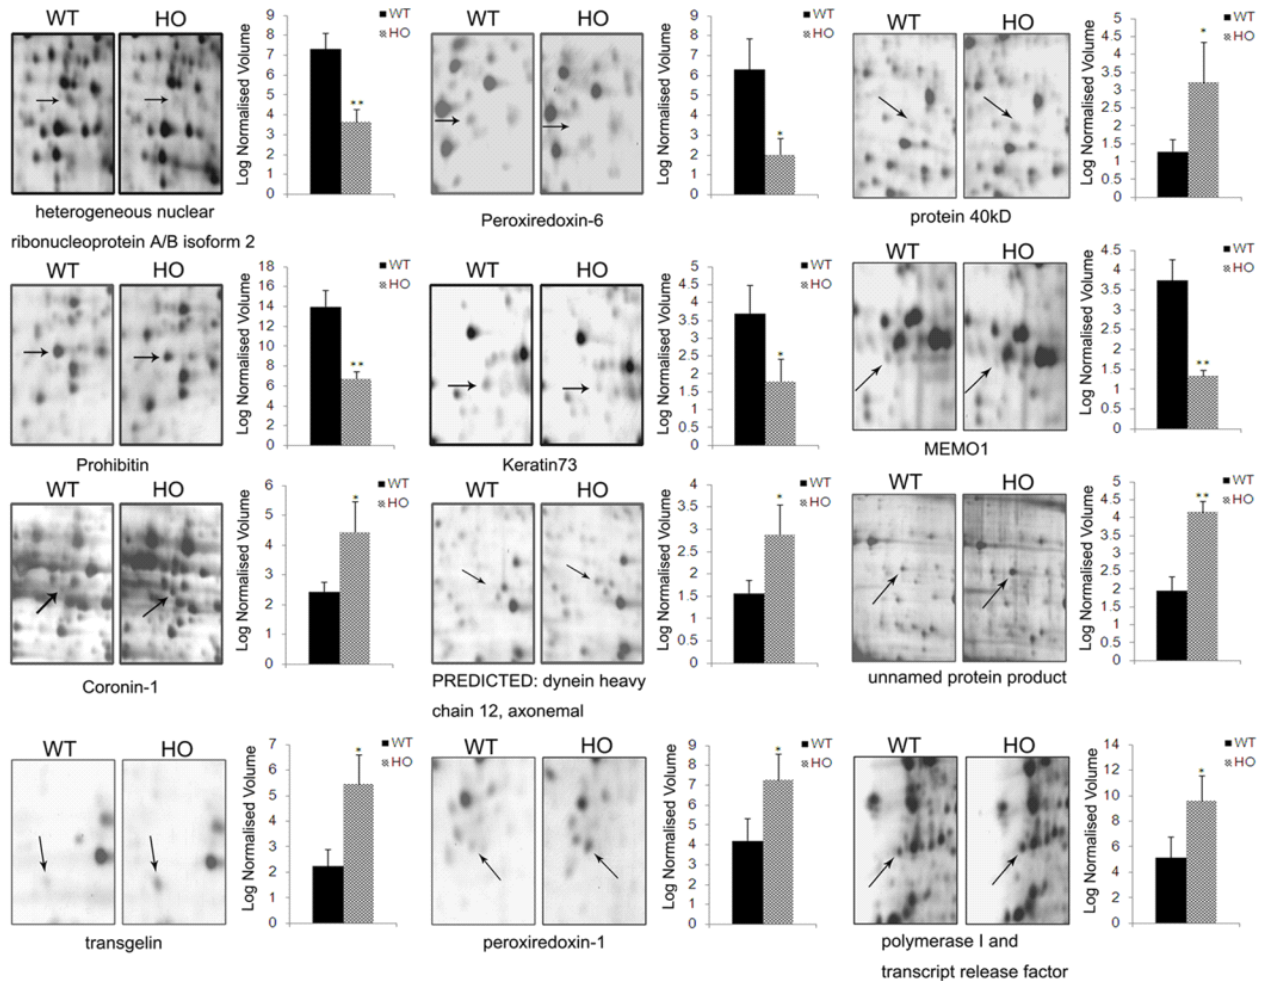 WT HO
Log Normalised Volume
9
8
7
6
5
4
3
2
1
0
**
WT
HO
heterogeneous nuclear
ribonucleoprotein A/B isoform 2
WT HO
Log Normalised Volume
9
8
7
6
5
4
3
2
1
0
*
WT
HO
Peroxiredoxin-6
WT HO
Log Normalised Volume
5
4.5
4
3.5
3
2.5
2
1.5
1
0.5
0
*
WT
HO
protein 40kD
WT HO
Log Normalised Volume
18
16
14
12
10
8
6
4
2
0
**
WT
HO
Prohibitin
WT HO
Log Normalised Volume
5
4.5
4
3.5
3
2.5
2
1.5
1
0.5
0
*
WT
HO
Keratin73
WT HO
Log Normalised Volume
4.5
4
3.5
3
2.5
2
1.5
1
0.5
0
**
WT
HO
MEMO1
WT HO
Log Normalised Volume
6
5
4
3
2
1
0
*
WT
HO
Coronin-1
WT HO
Log Normalised Volume
4
3.5
3
2.5
2
1.5
1
0.5
0
*
WT
HO
PREDICTED: dynein heavy
chain 12, axonemal
WT HO
Log Normalised Volume
5
4.5
4
3.5
3
2.5
2
1.5
1
0.5
0
**
WT
HO
unnamed protein product
WT HO
Log Normalised Volume
7
6
5
4
3
2
1
0
*
WT
HO
transgelin
WT HO
Log Normalised Volume
9
8
7
6
5
4
3
2
1
0
*
WT
HO
peroxiredoxin-1
WT HO
Log Normalised Volume
14
12
10
8
6
4
2
0
*
WT
HO
polymerase I and
transcript release factor